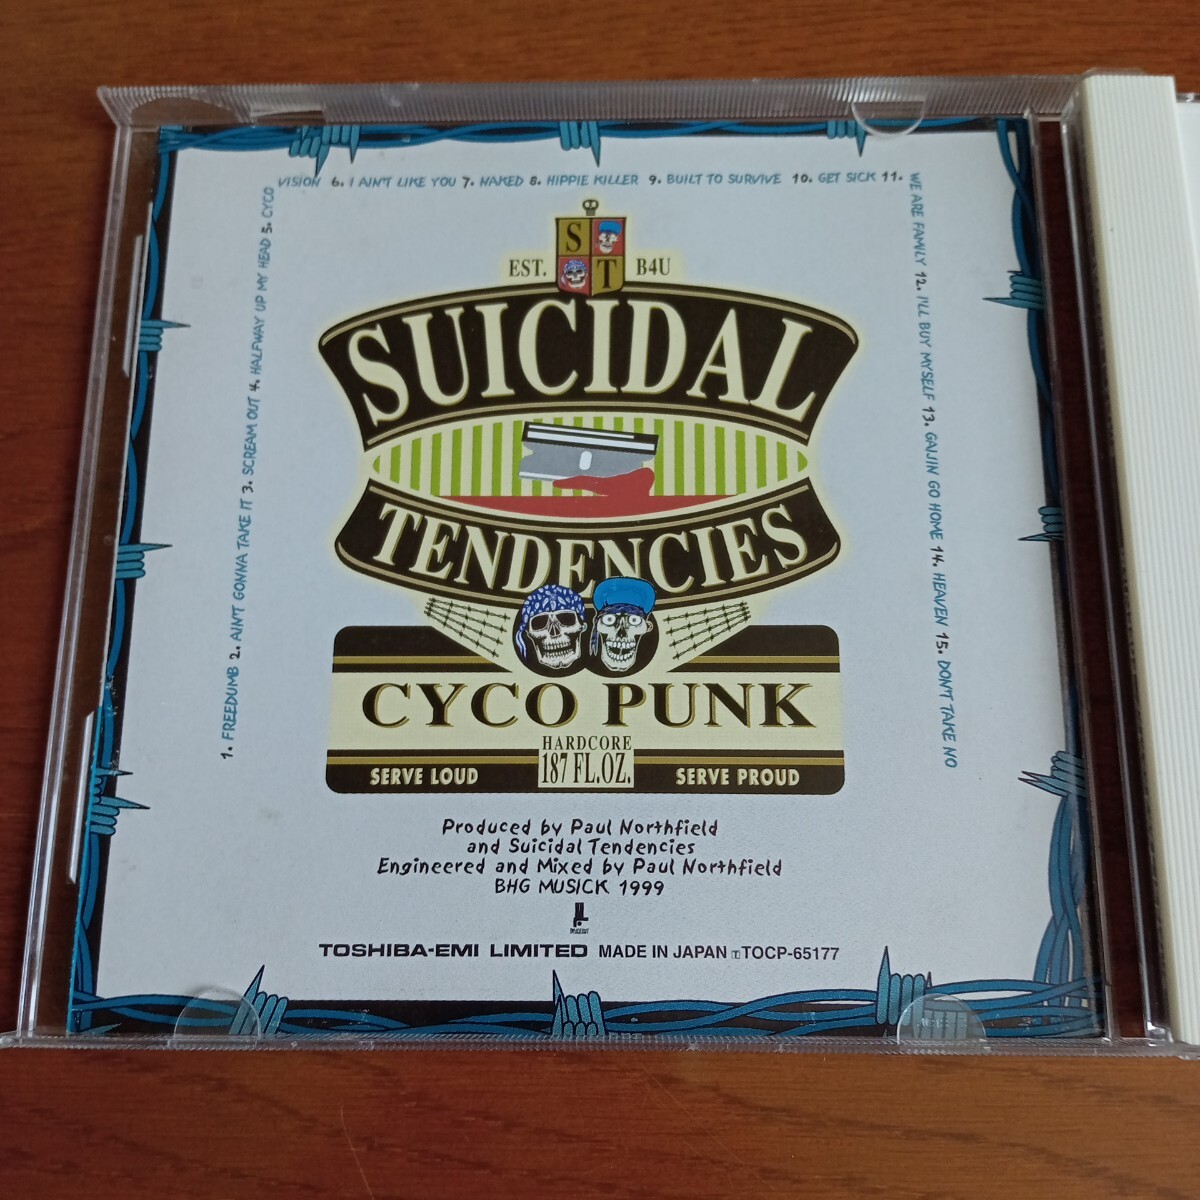 1. FREEDUMB 2. AIN'T GONNA TAKE IT 3. SCREAM OUT 4. HALFWAY UP MY HEAD 5. CYCO
VISION 6. I AIN'T LIKE YOU 7. NAKED 8. HIPPIE KILLER 9. BUILT TO SURVIVE 10. GET SICK 11.
WE ARE FAMILY 12. I'LL BUY MYSELF 13. GAIJIN GO HOME 14. HEAVEN 15. DON'T TAKE NO
S
T
EST. B4U
SUICIDAL
TENDENCIES
CYCO PUNK
HARDCORE
SERVE LOUD 187 FL.OZ. SERVE PROUD
Produced by Paul Northfield
and Suicidal Tendencies
Engineered and Mixed by Paul Northfield
BHG MUSICK 1999
TOSHIBA-EMI LIMITED MADE IN JAPAN TOCP-65177